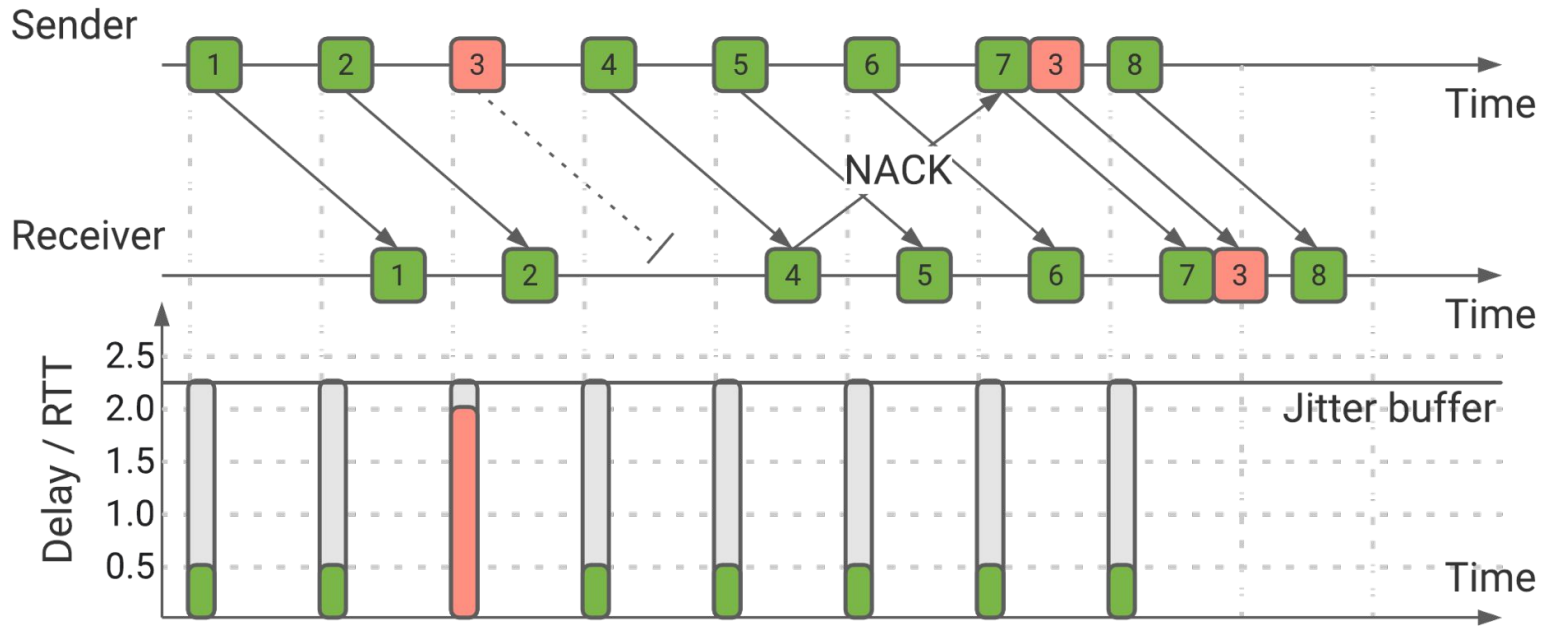 Sender
1 2 3 4 5 6 7 3 8
Time
NACK
Receiver
1 2 4 5 6 7 3 8
Time
Delay / RTT
2.5
2.0
Jitter buffer
1.5
1.0
0.5
Time